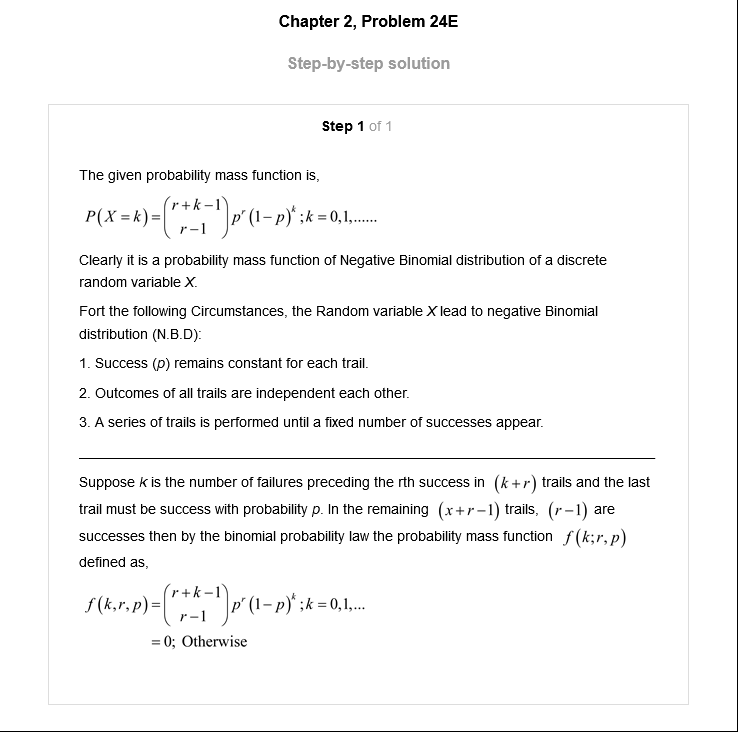 Chapter 2, Problem 24E
Step-by-step solution
Step 1 of 1
The given probability mass function is,
P(X = k) = \binom{r+k-1}{r-1} p^r (1-p)^k ; k = 0,1,......
Clearly it is a probability mass function of Negative Binomial distribution of a discrete
random variable X.
Fort the following Circumstances, the Random variable X lead to negative Binomial
distribution (N.B.D):
1. Success (p) remains constant for each trail.
2. Outcomes of all trails are independent each other.
3. A series of trails is performed until a fixed number of successes appear.
Suppose k is the number of failures preceding the rth success in (k+r) trails and the last
trail must be success with probability p. In the remaining (x+r-1) trails, (r-1) are
successes then by the binomial probability law the probability mass function f(k;r,p)
defined as,
f(k,r,p) = \binom{r+k-1}{r-1} p^r (1-p)^k ; k = 0,1,...
= 0; Otherwise